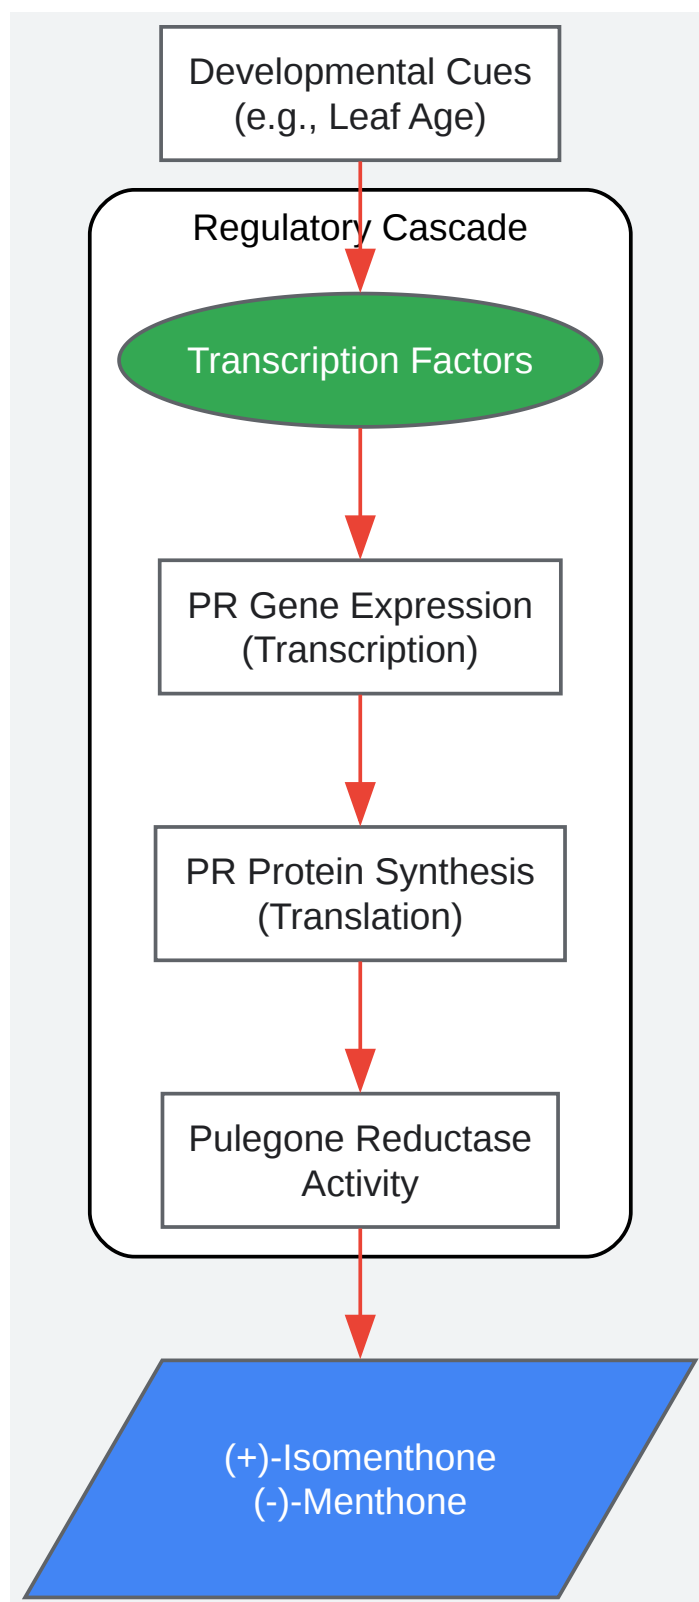 Developmental Cues
(e.g., Leaf Age)
Regulatory Cascade
Transcription Factors
PR Gene Expression
(Transcription)
PR Protein Synthesis
(Translation)
Pulegone Reductase
Activity
(+)-Isomenthone
(-)-Menthone